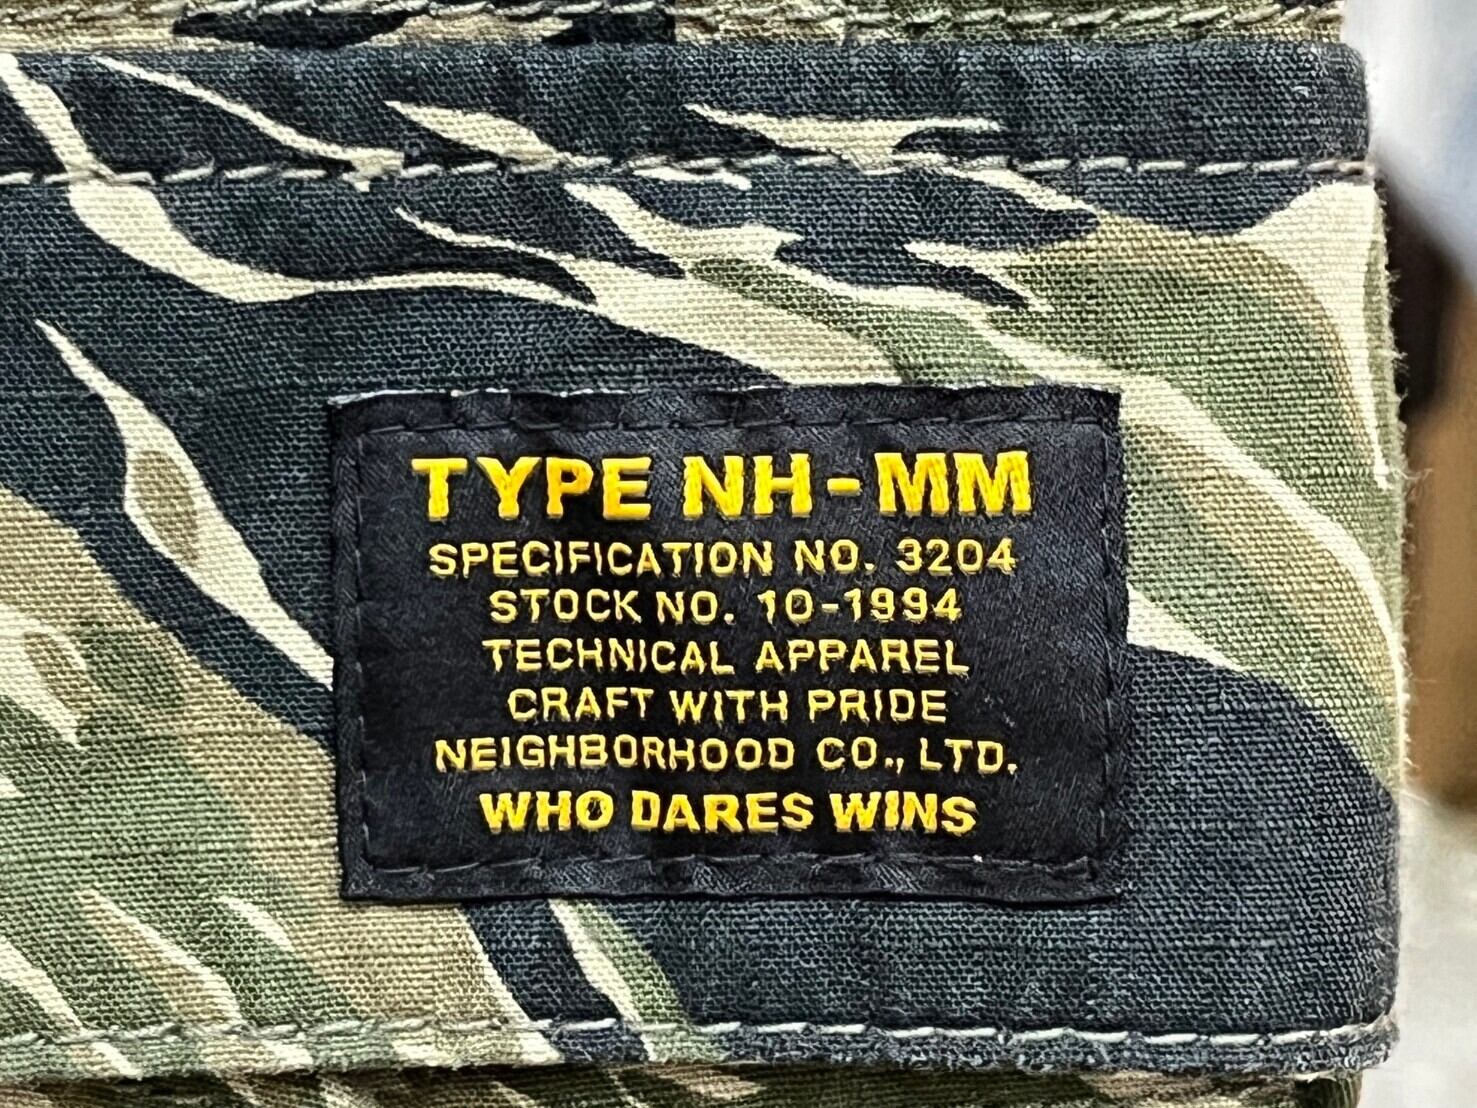 TYPE NH-MM
SPECIFICATION NO. 3204
STOCK NO. 10-1994
TECHNICAL APPAREL
CRAFT WITH PRIDE
NEIGHBORHOOD CO., LTD.
WHO DARES WINS